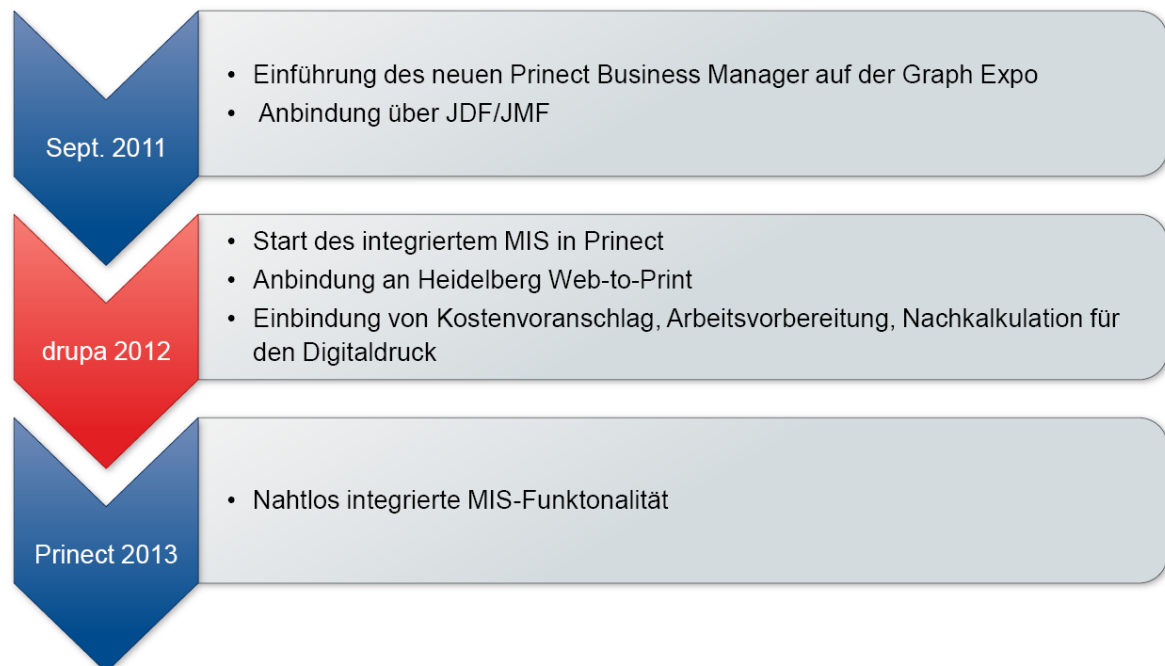 Sept. 2011
• Einführung des neuen Prinect Business Manager auf der Graph Expo
• Anbindung über JDF/JMF
drupa 2012
• Start des integriertem MIS in Prinect
• Anbindung an Heidelberg Web-to-Print
• Einbindung von Kostenvoranschlag, Arbeitsvorbereitung, Nachkalkulation für
den Digitaldruck
Prinect 2013
• Nahtlos integrierte MIS-Funktonalität